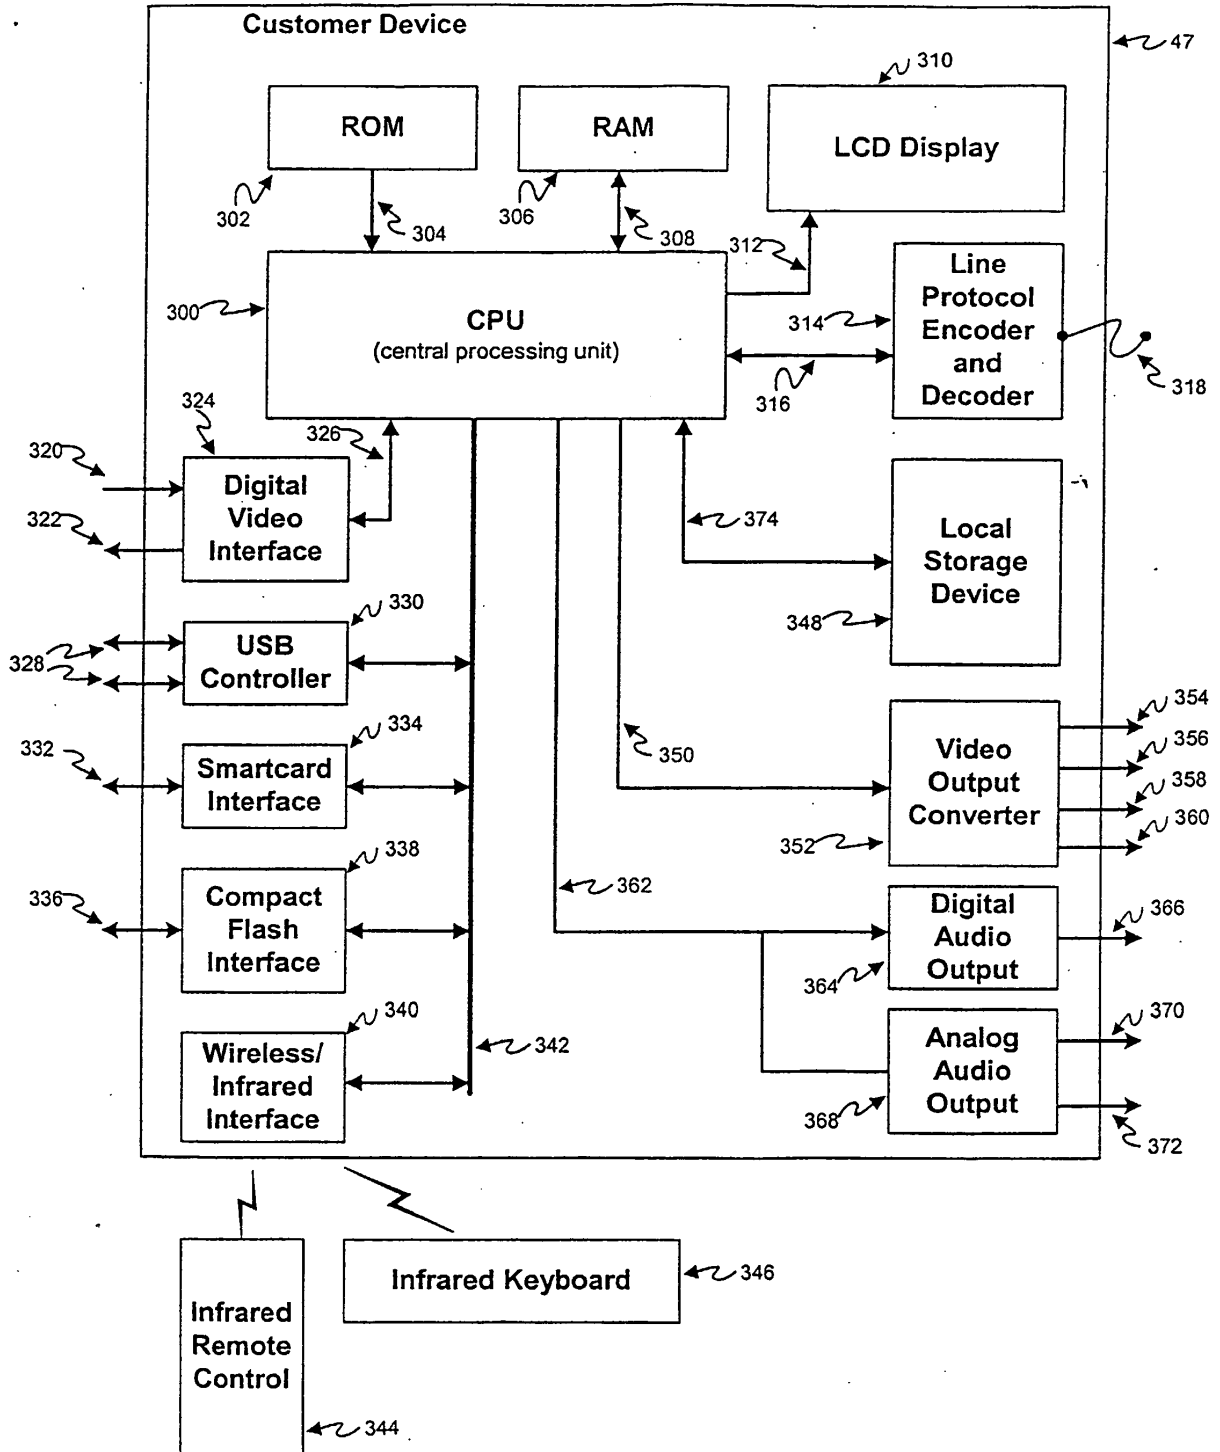 Customer Device
47
310
ROM
RAM
LCD Display
302
304
306
308
312
300
CPU
(central processing unit)
314
Line
Protocol
Encoder
and
Decoder
316
318
324
326
320
322
Digital
Video
Interface
374
Local
Storage
Device
348
330
328
USB
Controller
334
332
Smartcard
Interface
350
354
356
358
360
Video
Output
Converter
352
338
336
Compact
Flash
Interface
362
Digital
Audio
Output
364
366
340
Wireless/
Infrared
Interface
342
Analog
Audio
Output
368
370
372
Infrared Keyboard
346
Infrared
Remote
Control
344